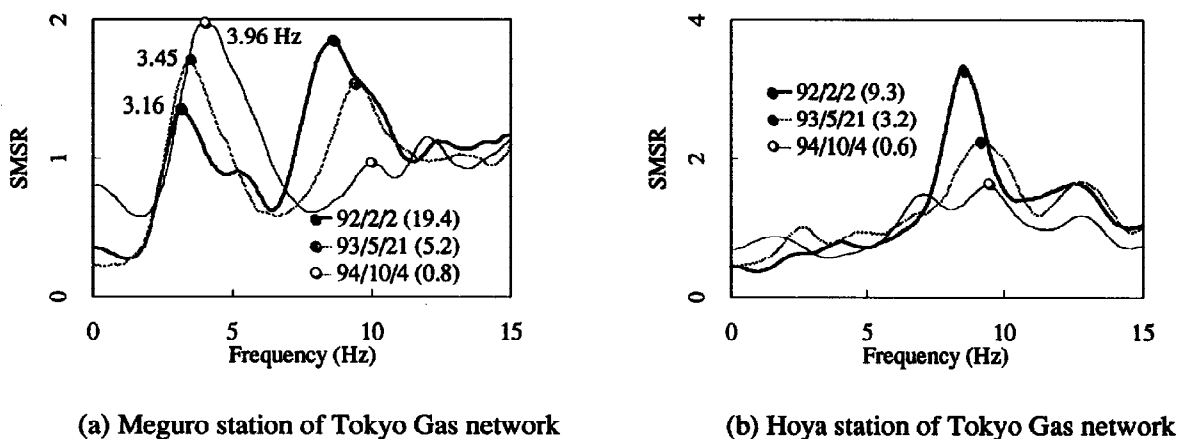 2
3.96 Hz
3.45
3.16
SMSR
1
92/2/2 (19.4)
93/5/21 (5.2)
94/10/4 (0.8)
0
0 5 10 15
Frequency (Hz)
(a) Meguro station of Tokyo Gas network
4
92/2/2 (9.3)
93/5/21 (3.2)
94/10/4 (0.6)
SMSR
2
0
0 5 10 15
Frequency (Hz)
(b) Hoya station of Tokyo Gas network